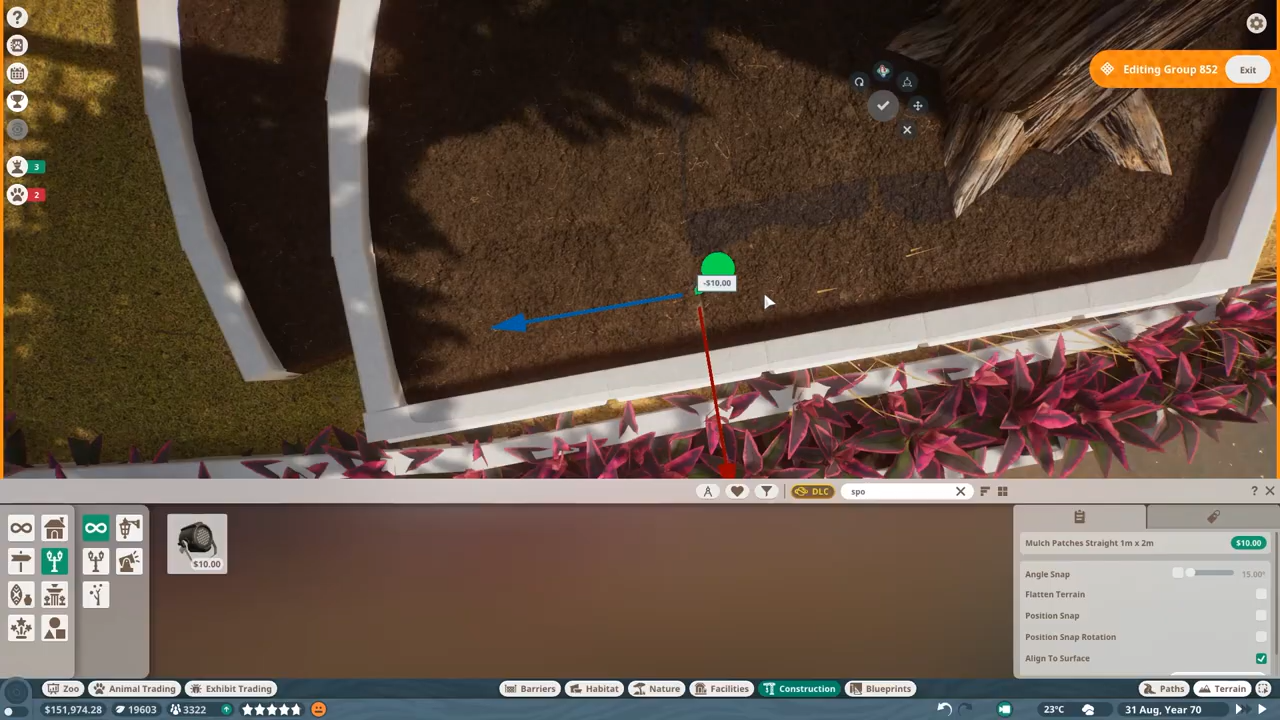 ?
Editing Group 852
Exit
3
2
-$10.00
DLC
spo
?
$10.00
Mulch Patches Straight 1m x 2m
$10.00
Angle Snap
15.00°
Flatten Terrain
Position Snap
Position Snap Rotation
Align To Surface
Zoo
Animal Trading
Exhibit Trading
Barriers
Habitat
Nature
Facilities
Construction
Blueprints
Paths
Terrain
$151,974.28
19603
3322
23°C
31 Aug, Year 70